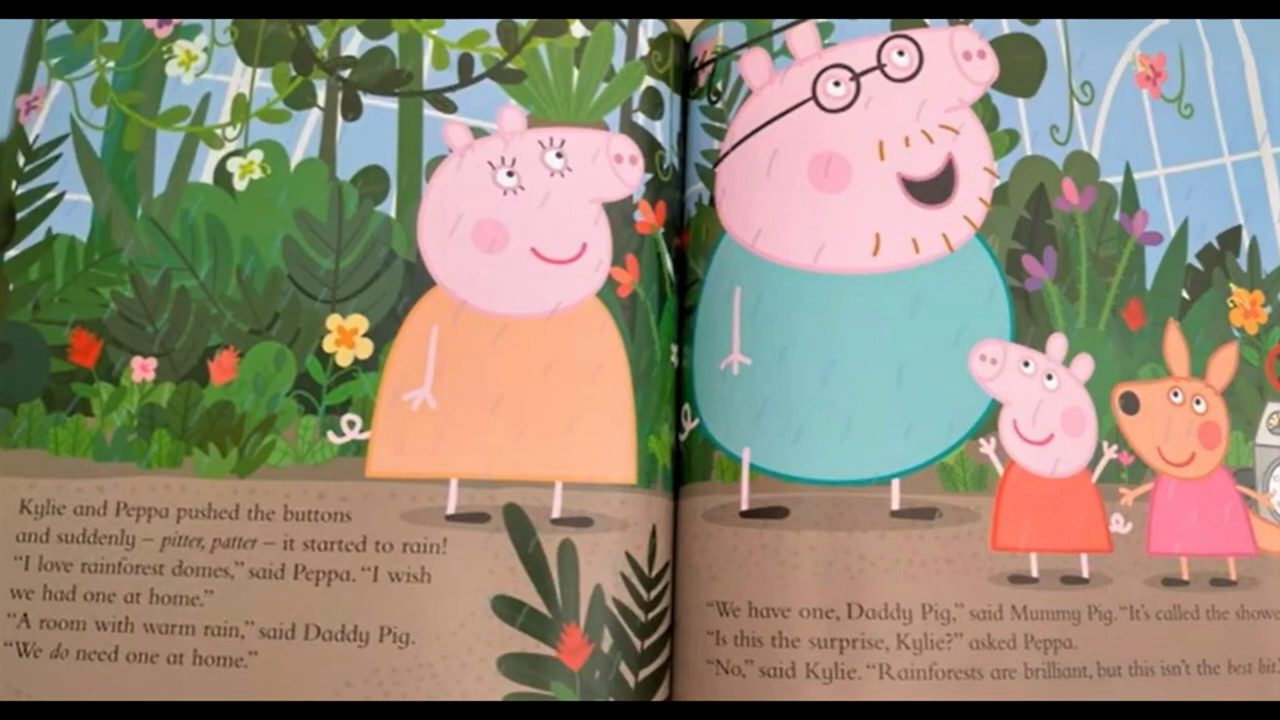 Kylie and Peppa pushed the buttons
and suddenly – pitter, patter – it started to rain!
“I love rainforest domes,” said Peppa. “I wish
we had one at home.”
“A room with warm rain,” said Daddy Pig.
“We do need one at home.”
“We have one, Daddy Pig,” said Mummy Pig. “It’s called the showe
“Is this the surprise, Kylie?” asked Peppa.
“No,” said Kylie. “Rainforests are brilliant, but this isn’t the best bit.